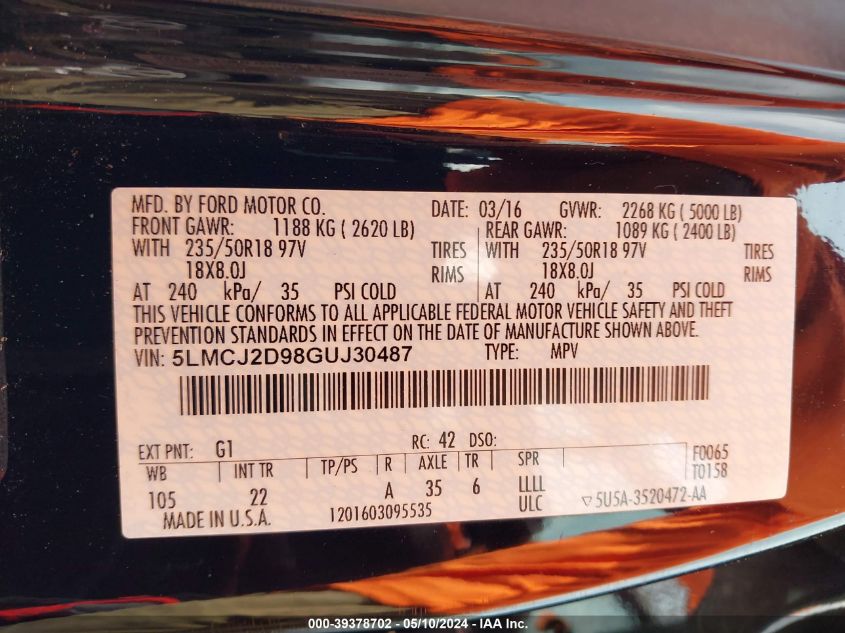 MFD. BY FORD MOTOR CO. DATE: 03/16 GVWR: 2268 KG ( 5000 LB)
FRONT GAWR: 1188 KG ( 2620 LB) REAR GAWR: 1089 KG ( 2400 LB)
WITH 235/50R18 97V TIRES WITH 235/50R18 97V TIRES
18X8.0J RIMS 18X8.0J RIMS
AT 240 kPa/ 35 PSI COLD AT 240 kPa/ 35 PSI COLD
THIS VEHICLE CONFORMS TO ALL APPLICABLE FEDERAL MOTOR VEHICLE SAFETY AND THEFT
PREVENTION STANDARDS IN EFFECT ON THE DATE OF MANUFACTURE SHOWN ABOVE.
VIN: 5LMCJ2D98GUJ30487 TYPE: MPV
EXT PNT: G1 RC: 42 DSO: F0065
WB INT TR TP/PS R AXLE TR SPR T0158
105 22 A 35 6 LLLL
ULC ▽5U5A-3520472-AA
MADE IN U.S.A. 1201603095535
000-39378702 - 05/10/2024 - IAA Inc.